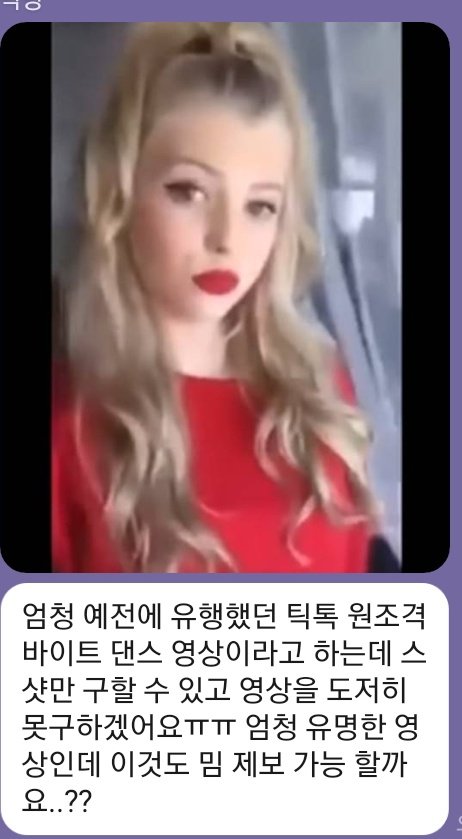 엄청 예전에 유행했던 틱톡 원조격
바이트 댄스 영상이라고 하는데 스
샷만 구할 수 있고 영상을 도저히
못구하겠어요ㅠㅠ 엄청 유명한 영
상인데 이것도 밈 제보 가능 할까
요..??